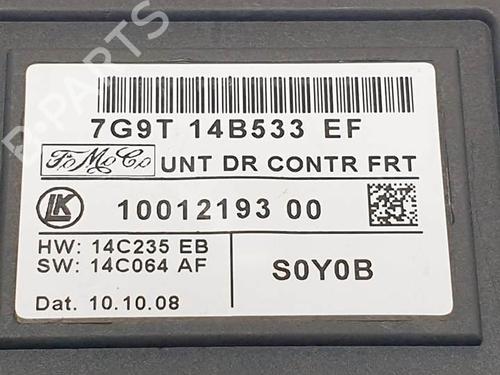 B-PARTS
7G9T 14B533 EF
FoMoCo UNT DR CONTR FRT
LK 10012193 00
HW: 14C235 EB
SW: 14C064 AF
S0Y0B
Dat. 10.10.08